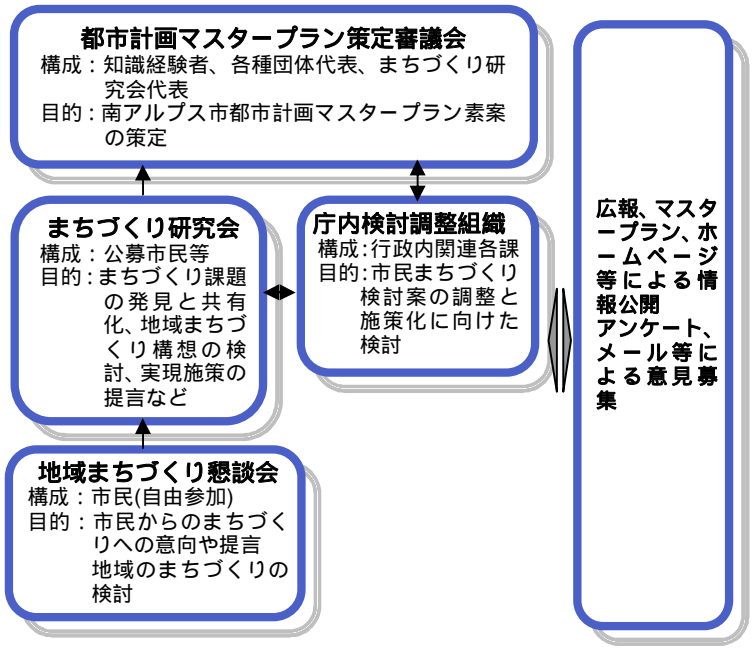 都市計画マスタープラン策定審議会
構成：知識経験者、各種団体代表、まちづくり研
究会代表
目的：南アルプス市都市計画マスタープラン素案
の策定
まちづくり研究会
構成：公募市民等
目的：まちづくり課題
の発見と共有
化、地域まちづ
くり構想の検
討、実現施策の
提言など
庁内検討調整組織
構成：行政内関連各課
目的：市民まちづくり
検討案の調整と
施策化に向けた
検討
地域まちづくり懇談会
構成：市民(自由参加)
目的：市民からのまちづく
りへの意向や提言
地域のまちづくりの
検討
広報、マスタ
ープラン、ホ
ームページ
等による情
報公開
アンケート、
メール等に
よる意見募
集